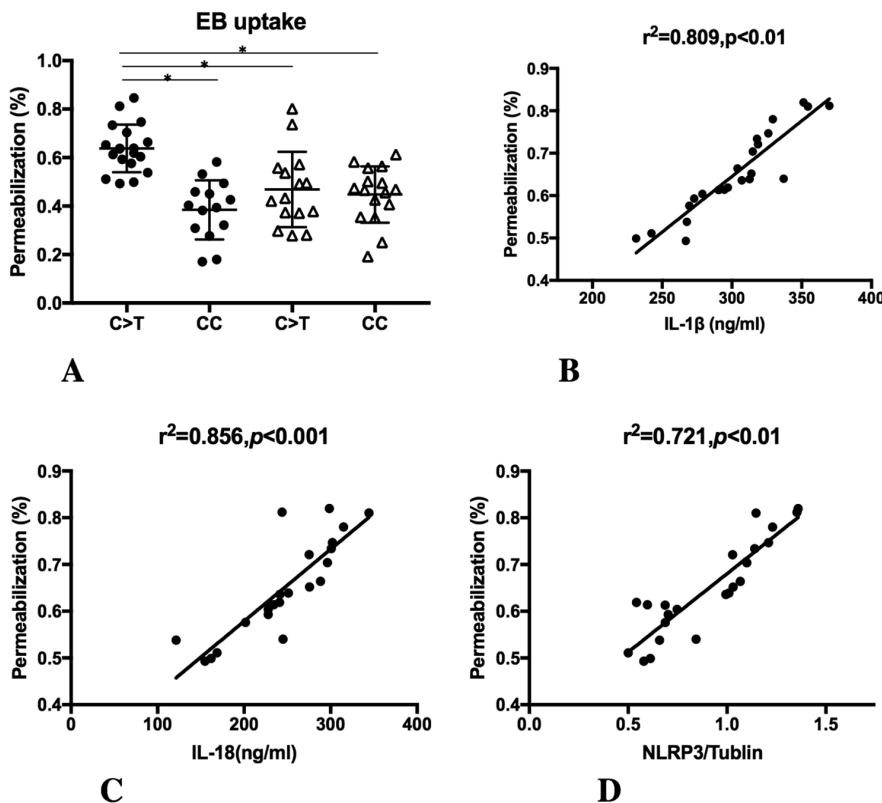 EB uptake
*
*
*
Permeabilization (%)
1.0
0.8
0.6
0.4
0.2
0.0
C>T CC C>T CC
A
r²=0.809,p<0.01
Permeabilization (%)
0.9
0.8
0.7
0.6
0.5
0.4
200 250 300 350 400
IL-1β (ng/ml)
B
r²=0.856,p<0.001
Permeabilization (%)
0.9
0.8
0.7
0.6
0.5
0.4
0 100 200 300 400
IL-18(ng/ml)
C
r²=0.721,p<0.01
Permeabilization (%)
0.9
0.8
0.7
0.6
0.5
0.4
0.0 0.5 1.0 1.5
NLRP3/Tublin
D